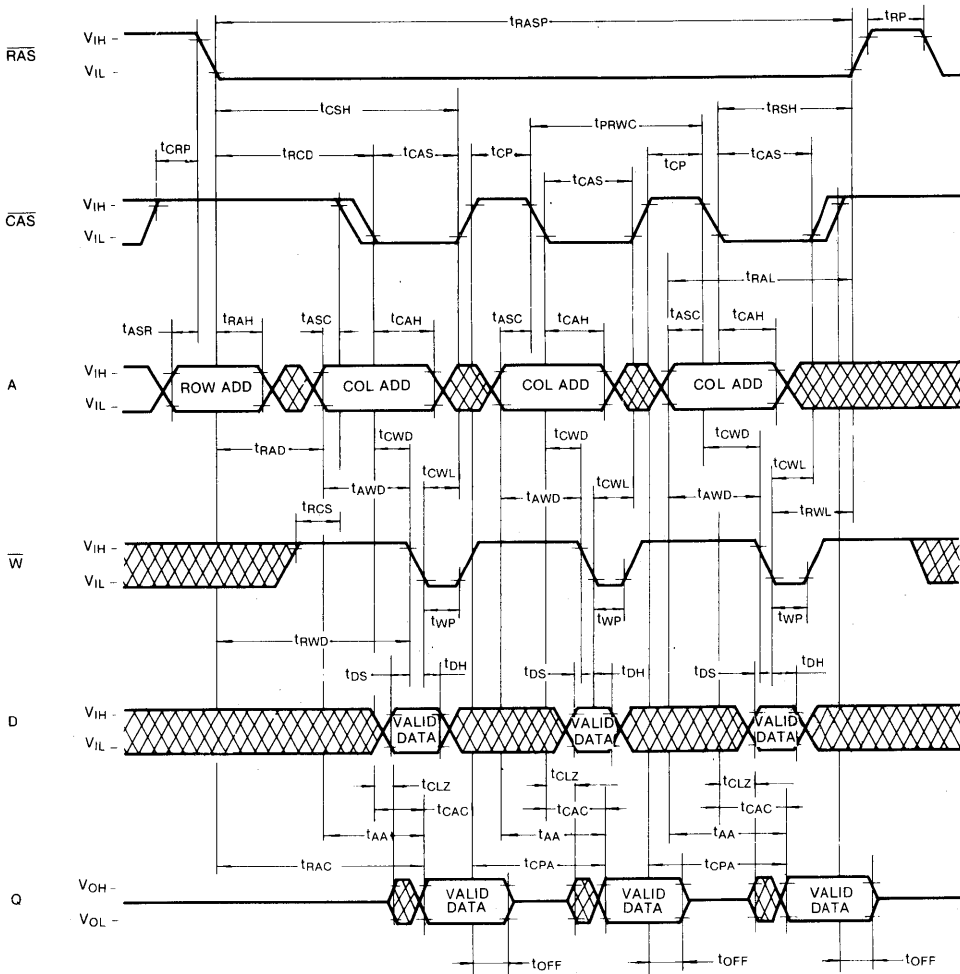 tRASP
tRP
RAS
VIH
VIL
tCSH
tRSH
tPRWC
tCRP
tRCD
tCAS
tCP
tCP
tCAS
tCAS
CAS
VIH
VIL
tRAL
tASR
tRAH
tASC
tCAH
tASC
tCAH
tASC
tCAH
A
VIH
VIL
ROW ADD
COL ADD
COL ADD
COL ADD
tRAD
tCWD
tCWD
tCWD
tCWL
tCWL
tCWL
tAWD
tAWD
tAWD
tRCS
tRWL
W
VIH
VIL
tWP
tWP
tWP
tRWD
tDS
tDH
tDS
tDH
tDS
tDH
D
VIH
VIL
VALID DATA
VALID DATA
VALID DATA
tCLZ
tCLZ
tCLZ
tCAC
tCAC
tCAC
tAA
tAA
tAA
tRAC
tCPA
tCPA
Q
VOH
VOL
VALID DATA
VALID DATA
VALID DATA
tOFF
tOFF
tOFF